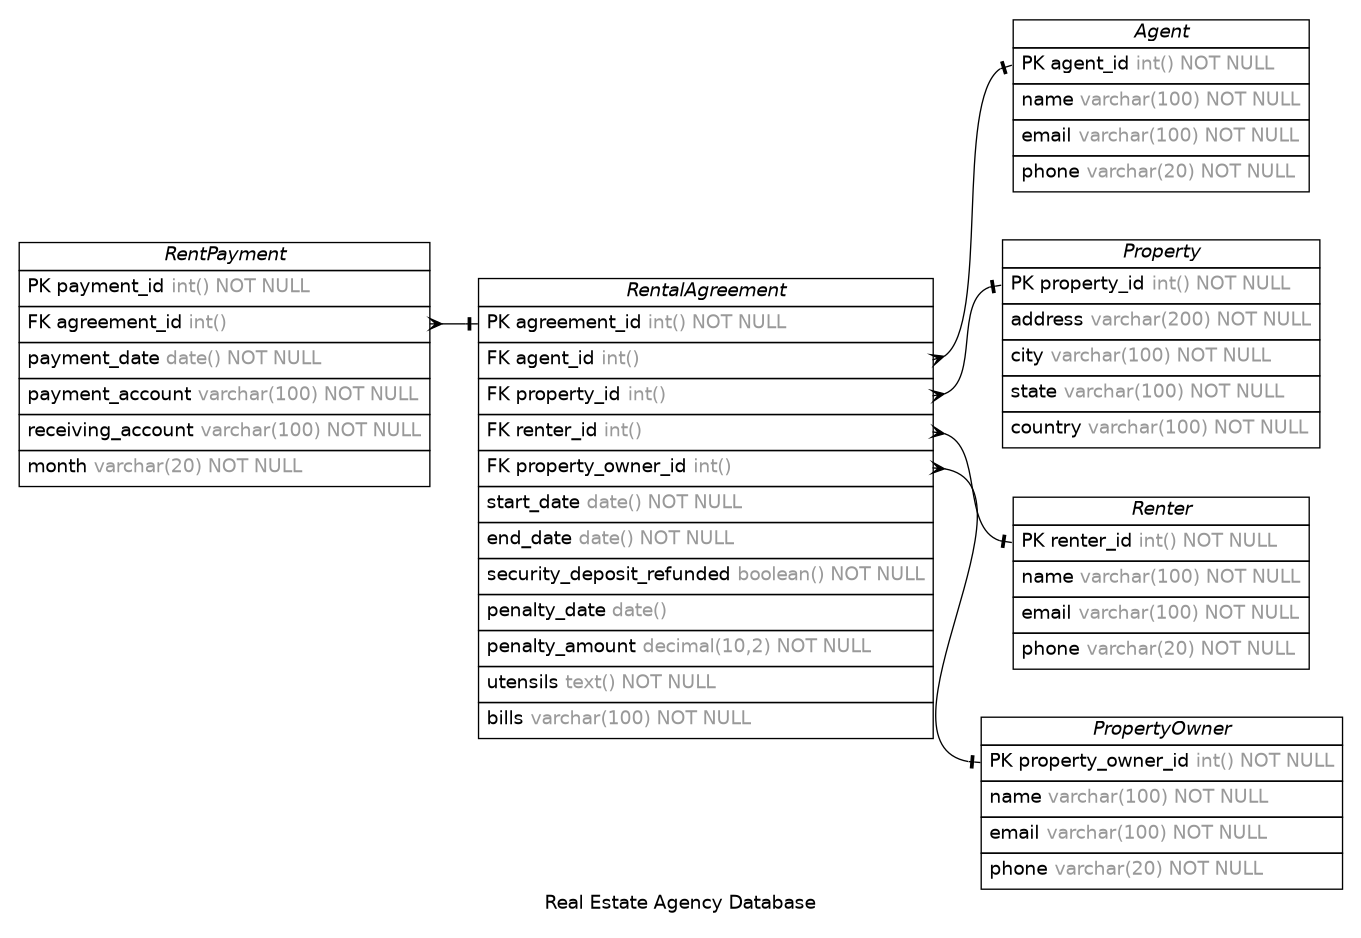 Agent
PK agent_id int() NOT NULL
name varchar(100) NOT NULL
email varchar(100) NOT NULL
phone varchar(20) NOT NULL
RentPayment
PK payment_id int() NOT NULL
FK agreement_id int()
payment_date date() NOT NULL
payment_account varchar(100) NOT NULL
receiving_account varchar(100) NOT NULL
month varchar(20) NOT NULL
RentalAgreement
PK agreement_id int() NOT NULL
FK agent_id int()
FK property_id int()
FK renter_id int()
FK property_owner_id int()
start_date date() NOT NULL
end_date date() NOT NULL
security_deposit_refunded boolean() NOT NULL
penalty_date date()
penalty_amount decimal(10,2) NOT NULL
utensils text() NOT NULL
bills varchar(100) NOT NULL
Property
PK property_id int() NOT NULL
address varchar(200) NOT NULL
city varchar(100) NOT NULL
state varchar(100) NOT NULL
country varchar(100) NOT NULL
Renter
PK renter_id int() NOT NULL
name varchar(100) NOT NULL
email varchar(100) NOT NULL
phone varchar(20) NOT NULL
PropertyOwner
PK property_owner_id int() NOT NULL
name varchar(100) NOT NULL
email varchar(100) NOT NULL
phone varchar(20) NOT NULL
Real Estate Agency Database